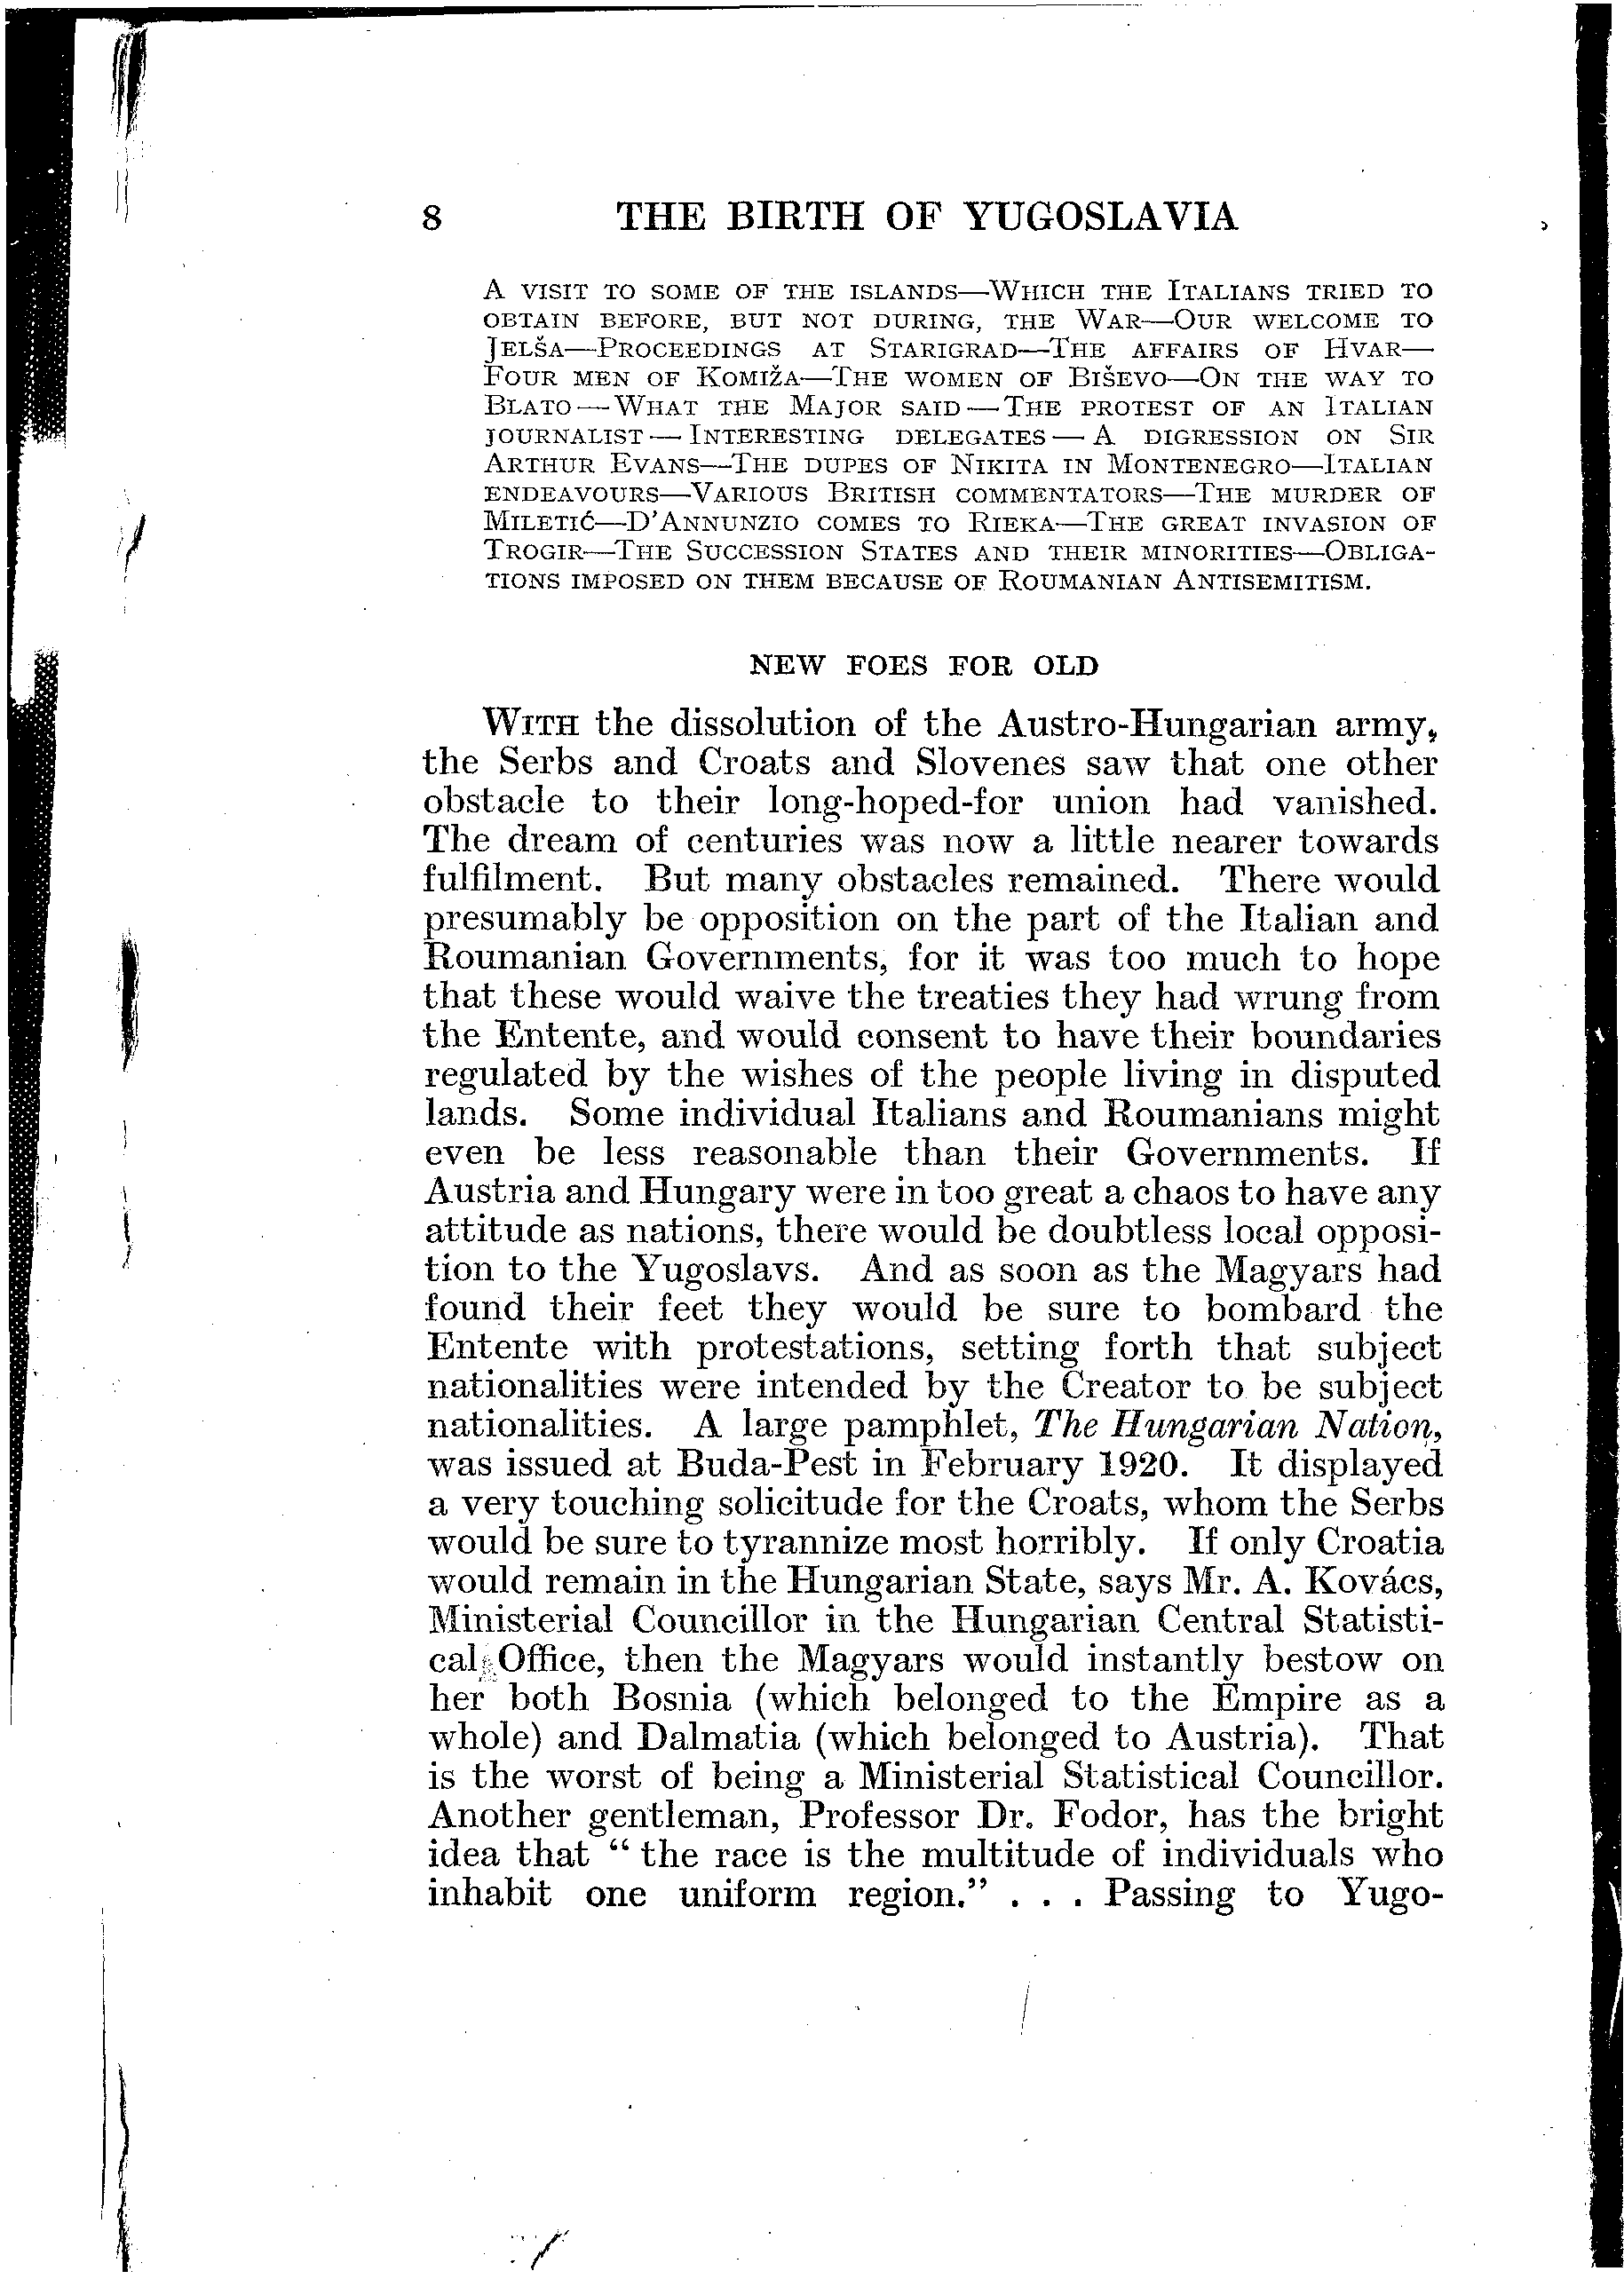 8 THE BIRTH OF YUGOSLAVIA
A VISIT TO SOME OF THE ISLANDS—WHICH THE ITALIANS TRIED TO
OBTAIN BEFORE, BUT NOT DURING, THE WAR—OUR WELCOME TO
JELŠA—PROCEEDINGS AT STARIGRAD—THE AFFAIRS OF HVAR—
FOUR MEN OF KOMIŽA—THE WOMEN OF BIŠEVO—ON THE WAY TO
BLATO—WHAT THE MAJOR SAID—THE PROTEST OF AN ITALIAN
JOURNALIST—INTERESTING DELEGATES—A DIGRESSION ON SIR
ARTHUR EVANS—THE DUPES OF NIKITA IN MONTENEGRO—ITALIAN
ENDEAVOURS—VARIOUS BRITISH COMMENTATORS—THE MURDER OF
MILETIĆ—D'ANNUNZIO COMES TO RIEKA—THE GREAT INVASION OF
TROGIR—THE SUCCESSION STATES AND THEIR MINORITIES—OBLIGA-
TIONS IMPOSED ON THEM BECAUSE OF ROUMANIAN ANTISEMITISM.
NEW FOES FOR OLD
WITH the dissolution of the Austro-Hungarian army,
the Serbs and Croats and Slovenes saw that one other
obstacle to their long-hoped-for union had vanished.
The dream of centuries was now a little nearer towards
fulfilment. But many obstacles remained. There would
presumably be opposition on the part of the Italian and
Roumanian Governments, for it was too much to hope
that these would waive the treaties they had wrung from
the Entente, and would consent to have their boundaries
regulated by the wishes of the people living in disputed
lands. Some individual Italians and Roumanians might
even be less reasonable than their Governments. If
Austria and Hungary were in too great a chaos to have any
attitude as nations, there would be doubtless local opposi-
tion to the Yugoslavs. And as soon as the Magyars had
found their feet they would be sure to bombard the
Entente with protestations, setting forth that subject
nationalities were intended by the Creator to be subject
nationalities. A large pamphlet, The Hungarian Nation,
was issued at Buda-Pest in February 1920. It displayed
a very touching solicitude for the Croats, whom the Serbs
would be sure to tyrannize most horribly. If only Croatia
would remain in the Hungarian State, says Mr. A. Kovács,
Ministerial Councillor in the Hungarian Central Statisti-
cal Office, then the Magyars would instantly bestow on
her both Bosnia (which belonged to the Empire as a
whole) and Dalmatia (which belonged to Austria). That
is the worst of being a Ministerial Statistical Councillor.
Another gentleman, Professor Dr. Fodor, has the bright
idea that "the race is the multitude of individuals who
inhabit one uniform region." . . . Passing to Yugo-